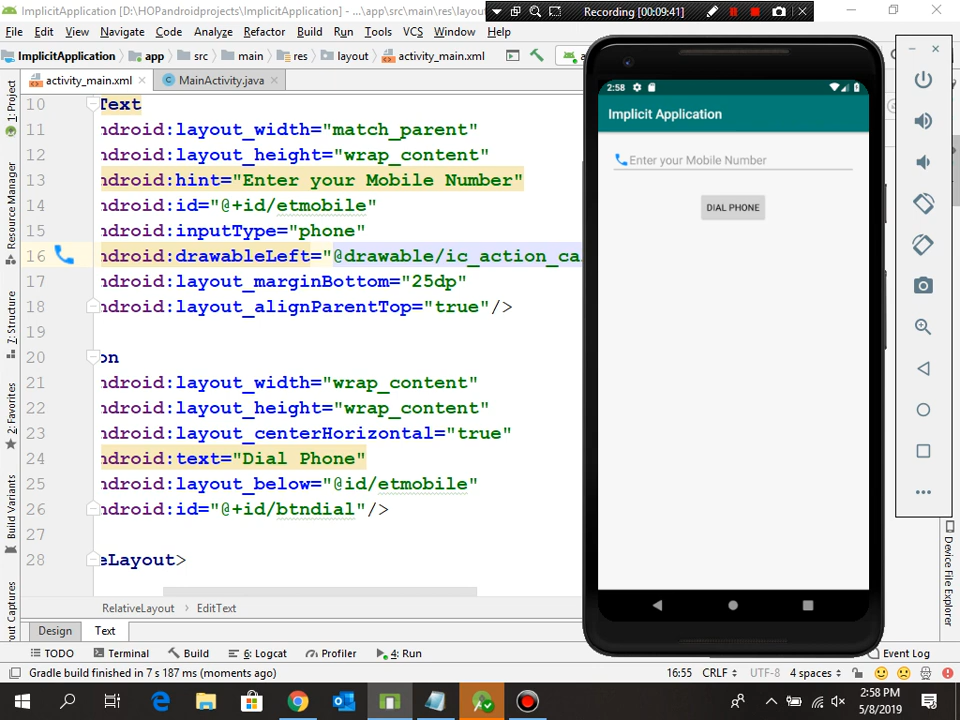 ImplicitApplication [D:\HOPandroidprojects\ImplicitApplication] - ...\app\src\main\res\layou
Recording [00:09:41]
File Edit View Navigate Code Analyze Refactor Build Run Tools VCS Window Help
ImplicitApplication app src main res layout activity_main.xml
activity_main.xml MainActivity.java
10 Text
11 ndroid:layout_width="match_parent"
12 ndroid:layout_height="wrap_content"
13 ndroid:hint="Enter your Mobile Number"
14 ndroid:id="@+id/etmobile"
15 ndroid:inputType="phone"
16 ndroid:drawableLeft="@drawable/ic_action_ca
17 ndroid:layout_marginBottom="25dp"
18 ndroid:layout_alignParentTop="true"/>
19
20 on
21 ndroid:layout_width="wrap_content"
22 ndroid:layout_height="wrap_content"
23 ndroid:layout_centerHorizontal="true"
24 ndroid:text="Dial Phone"
25 ndroid:layout_below="@id/etmobile"
26 ndroid:id="@+id/btndial"/>
27
28 eLayout>
RelativeLayout › EditText
Design Text
1: Project
Resource Manager
7: Structure
2: Favorites
Build Variants
out Captures
2:58
Implicit Application
Enter your Mobile Number
DIAL PHONE
Device File Explorer
TODO Terminal Build 6: Logcat Profiler 4: Run Event Log
Gradle build finished in 7 s 187 ms (moments ago) 16:55 CRLF UTF-8 4 spaces
2:58 PM
5/8/2019